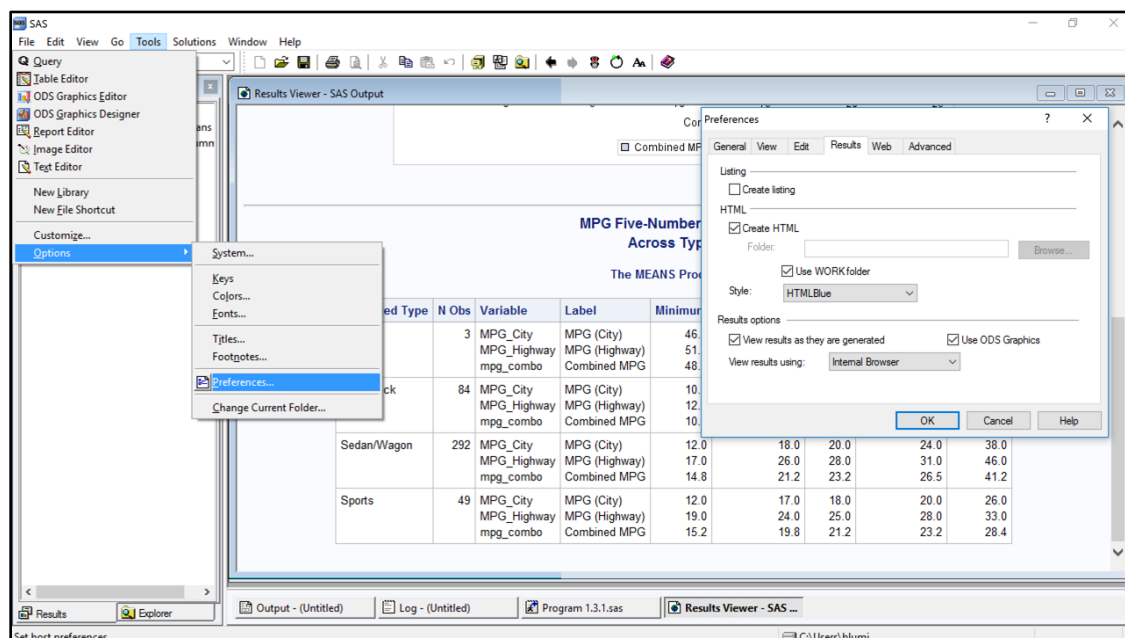 SAS
File Edit View Go Tools Solutions Window Help
Query
Table Editor
ODS Graphics Editor
ODS Graphics Designer
Report Editor
Image Editor
Text Editor
New Library
New File Shortcut
Customize...
Options
System...
Keys
Colors...
Fonts...
Titles...
Footnotes...
Preferences...
Change Current Folder...
Results Viewer - SAS Output
Combined MP
MPG Five-Number
Across Typ
The MEANS Proc
ed Type N Obs Variable Label Minimur
3 MPG_City MPG (City) 46.
MPG_Highway MPG (Highway) 51.
mpg_combo Combined MPG 48.
ck 84 MPG_City MPG (City) 10.
MPG_Highway MPG (Highway) 12.
mpg_combo Combined MPG 10.
Sedan/Wagon 292 MPG_City MPG (City) 12.0 18.0 20.0 24.0 38.0
MPG_Highway MPG (Highway) 17.0 26.0 28.0 31.0 46.0
mpg_combo Combined MPG 14.8 21.2 23.2 26.5 41.2
Sports 49 MPG_City MPG (City) 12.0 17.0 18.0 20.0 26.0
MPG_Highway MPG (Highway) 19.0 24.0 25.0 28.0 33.0
mpg_combo Combined MPG 15.2 19.8 21.2 23.2 28.4
Preferences ?
General View Edit Results Web Advanced
Listing
Create listing
HTML
Create HTML
Folder: Browse...
Use WORK folder
Style: HTMLBlue
Results options
View results as they are generated Use ODS Graphics
View results using: Internal Browser
OK Cancel Help
Results Explorer
Output - (Untitled) Log - (Untitled) Program 1.3.1.sas Results Viewer - SAS ...
Set host preferences C:\Users\blumj